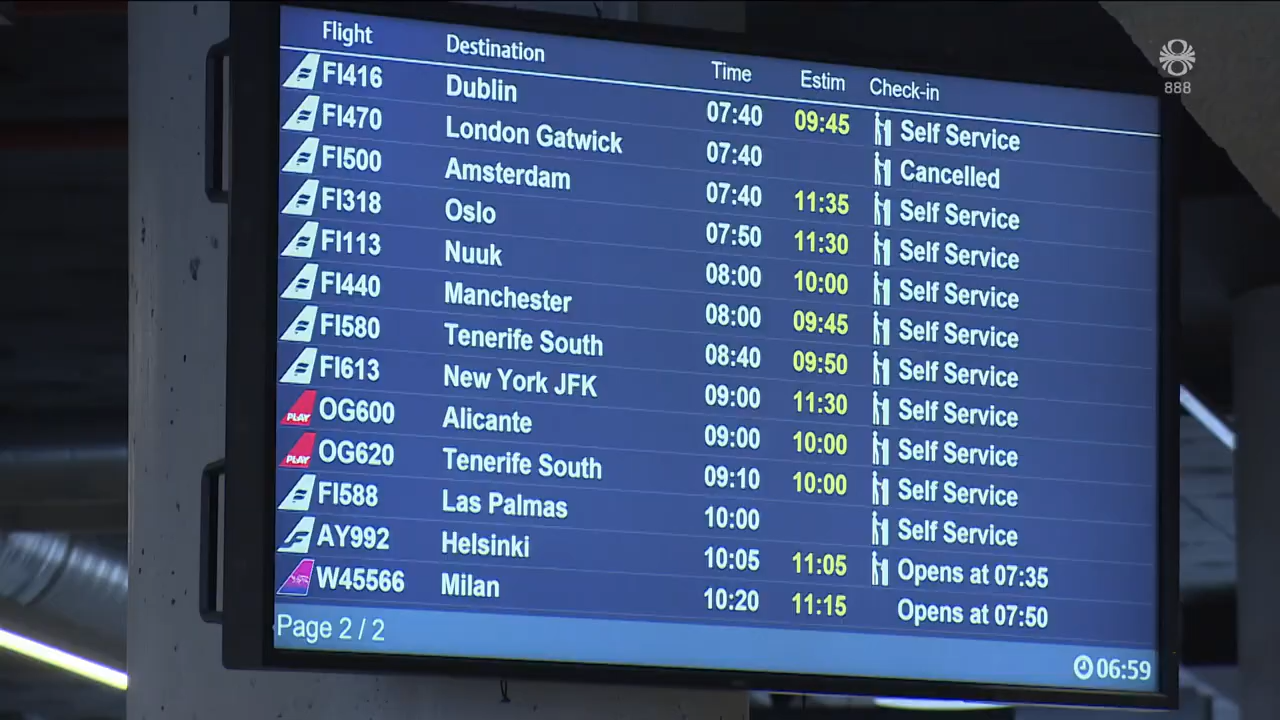 Flight Destination Time Estim Check-in
FI416 Dublin 07:40 09:45 Self Service
FI470 London Gatwick 07:40 Cancelled
FI500 Amsterdam 07:40 11:35 Self Service
FI318 Oslo 07:50 11:30 Self Service
FI113 Nuuk 08:00 10:00 Self Service
FI440 Manchester 08:00 09:45 Self Service
FI580 Tenerife South 08:40 09:50 Self Service
FI613 New York JFK 09:00 11:30 Self Service
PLAY OG600 Alicante 09:00 10:00 Self Service
PLAY OG620 Tenerife South 09:10 10:00 Self Service
FI588 Las Palmas 10:00 Self Service
AY992 Helsinki 10:05 11:05 Opens at 07:35
W45566 Milan 10:20 11:15 Opens at 07:50
Page 2 / 2
06:59
888